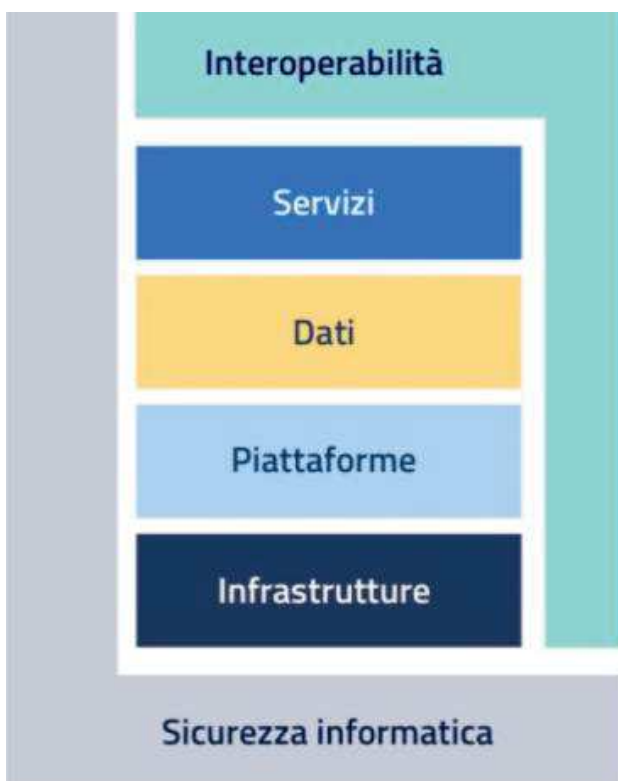 Interoperabilità
Servizi
Dati
Piattaforme
Infrastrutture
Sicurezza informatica